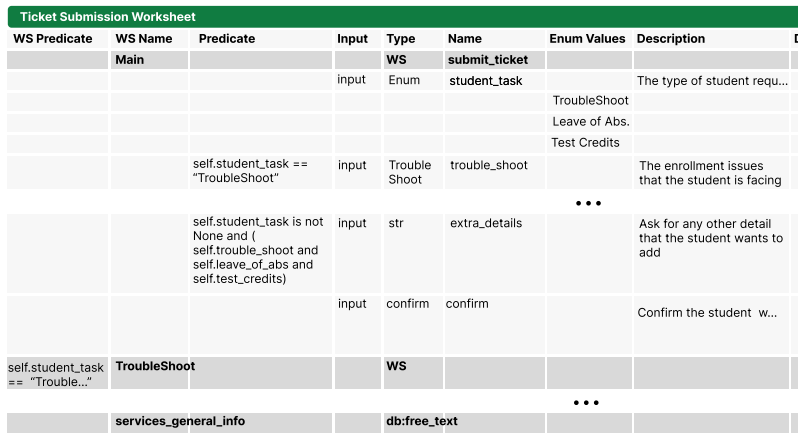 Ticket Submission Worksheet
WS Predicate WS Name Predicate Input Type Name Enum Values Description D
Main WS submit_ticket
input Enum student_task The type of student requ...
TroubleShoot
Leave of Abs.
Test Credits
self.student_task == input Trouble trouble_shoot The enrollment issues
“TroubleShoot” Shoot that the student is facing
•••
self.student_task is not input str extra_details Ask for any other detail
None and ( that the student wants to
self.trouble_shoot and add
self.leave_of_abs and
self.test_credits)
input confirm confirm
Confirm the student w...
self.student_task TroubleShoot WS
== “Trouble...”
•••
services_general_info db:free_text